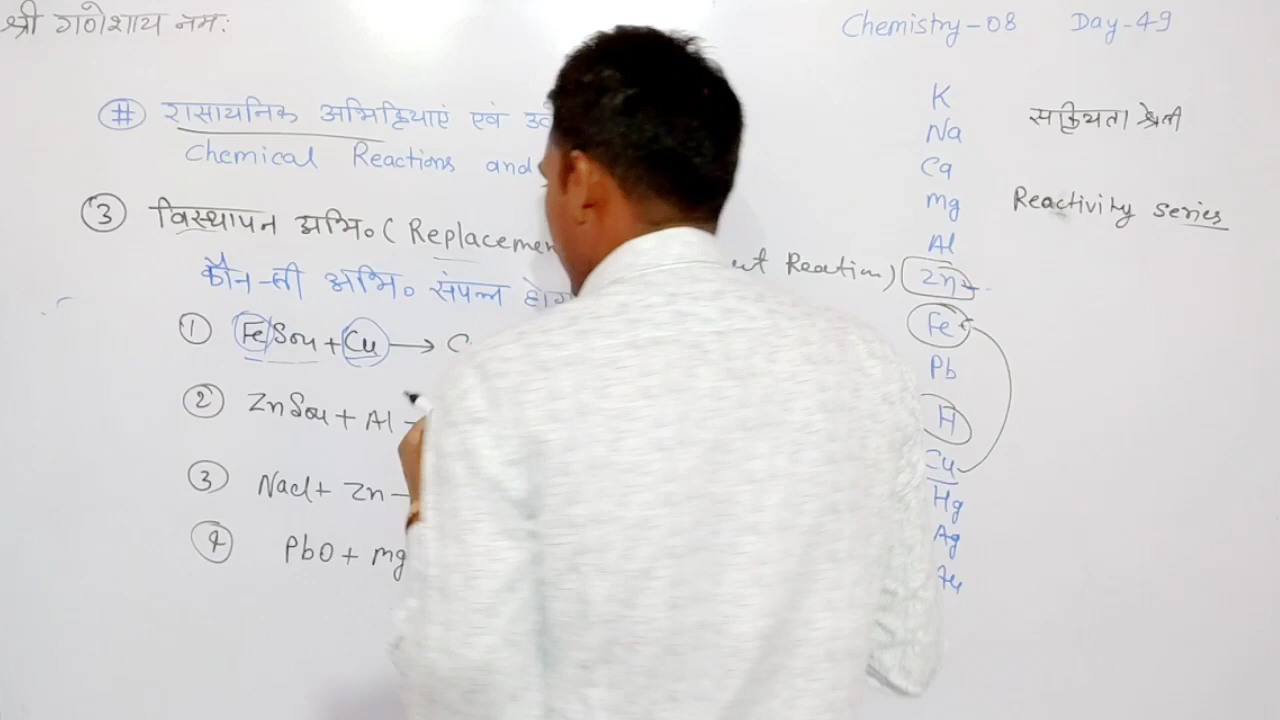 श्री गणेशाय नमः
Chemistry-08 Day-49
# रासायनिक अभिक्रियाएं एवं
Chemical Reactions and
③ विस्थापन अभि० ( Replacemen
ut Reaction)
कौन-सी अभि० संपन्न
① FeSO4 + Cu → C
② ZnSO4 + Al
③ Nacl + Zn
④ PbO + mg
K
Na
Ca
mg
Al
Zn
Fe
Pb
H
Cu
Hg
Ag
Au
सक्रियता श्रेणी
Reactivity series